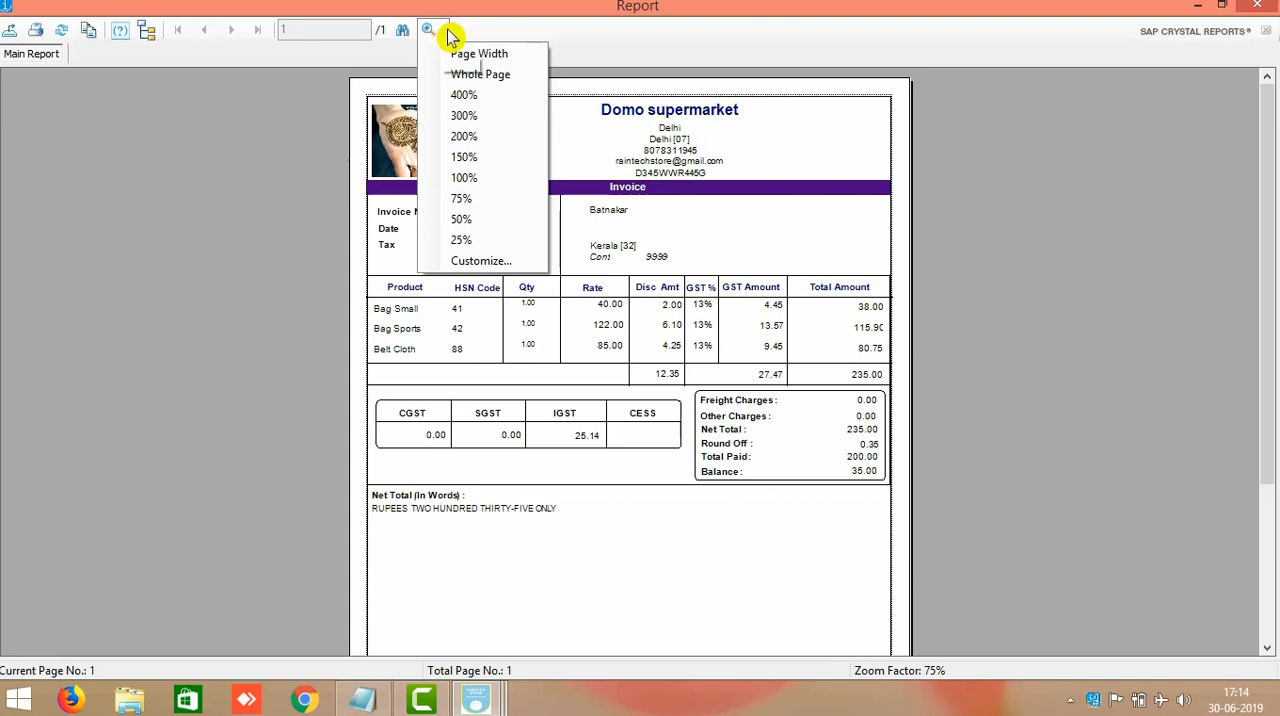 Report
1
/1
SAP CRYSTAL REPORTS®
Main Report
Page Width
Whole Page
400%
300%
200%
150%
100%
75%
50%
25%
Customize...
Domo supermarket
Delhi
Delhi [07]
8078311945
raintechstore@gmail.com
D345WWR445G
Invoice
Invoice N
Date
Tax
Batnakar
Kerala [32]
Cont 9999
Product HSN Code Qty Rate Disc Amt GST % GST Amount Total Amount
Bag Small 41 1.00 40.00 2.00 13% 4.45 38.00
Bag Sports 42 1.00 122.00 6.10 13% 13.57 115.90
Belt Cloth 88 1.00 85.00 4.25 13% 9.45 80.75
12.35 27.47 235.00
CGST SGST IGST CESS
0.00 0.00 25.14
Freight Charges : 0.00
Other Charges : 0.00
Net Total : 235.00
Round Off : 0.35
Total Paid: 200.00
Balance: 35.00
Net Total (In Words) :
RUPEES TWO HUNDRED THIRTY-FIVE ONLY
Current Page No.: 1
Total Page No.: 1
Zoom Factor: 75%
17:14
30-06-2019